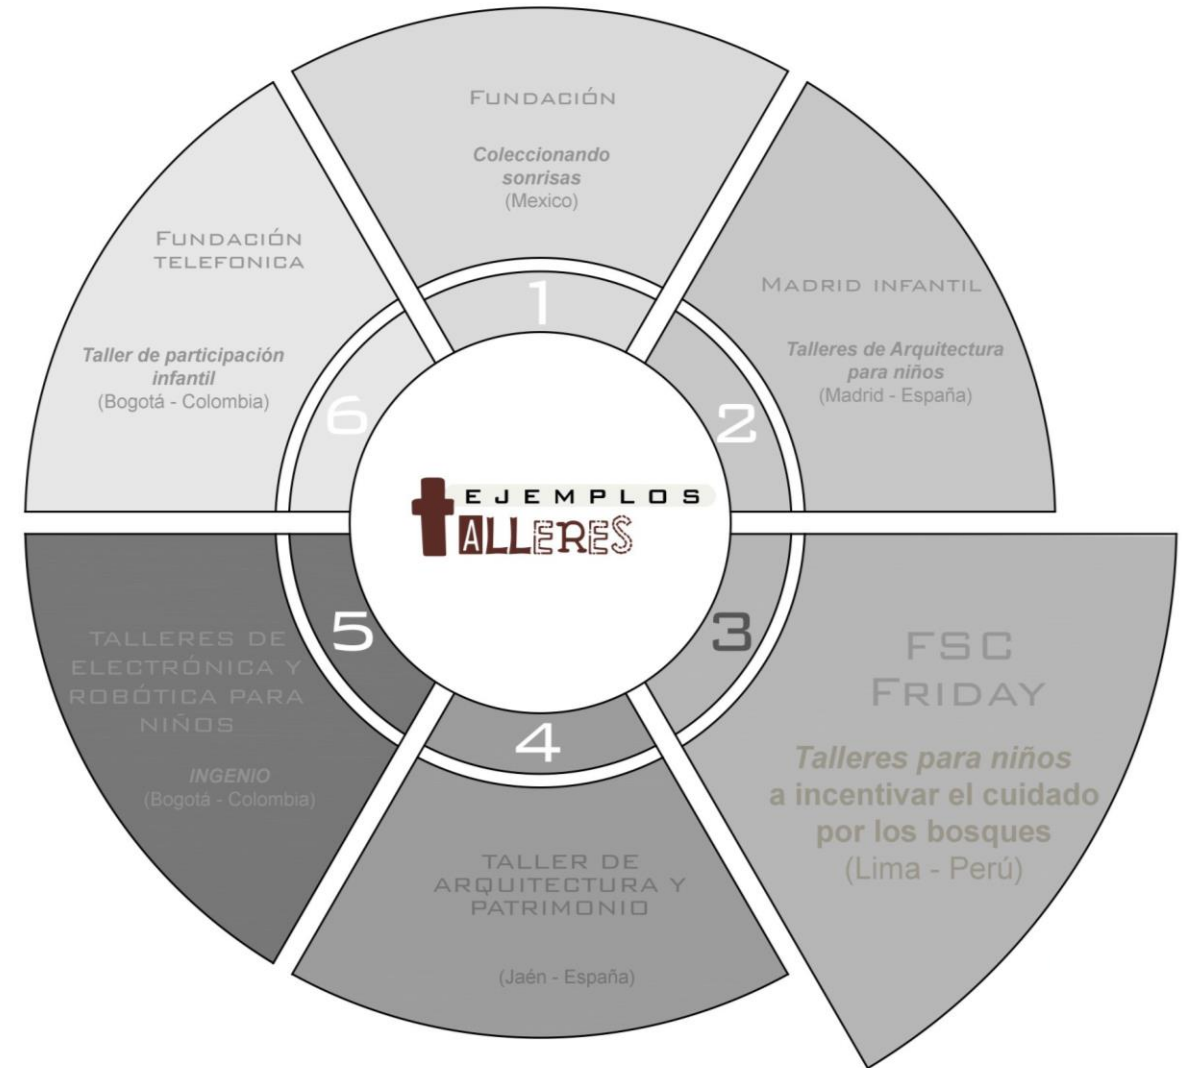 FUNDACIÓN
Coleccionando
sonrisas
(Mexico)
1
MADRID INFANTIL
Talleres de Arquitectura
para niños
(Madrid - España)
2
FSC
FRIDAY
Talleres para niños
a incentivar el cuidado
por los bosques
(Lima - Perú)
3
TALLER DE
ARQUITECTURA Y
PATRIMONIO
(Jaén - España)
4
TALLERES DE
ELECTRÓNICA Y
ROBÓTICA PARA
NIÑOS
INGENIO
(Bogotá - Colombia)
5
FUNDACIÓN
TELEFONICA
Taller de participación
infantil
(Bogotá - Colombia)
6
EJEMPLOS
tALLERES